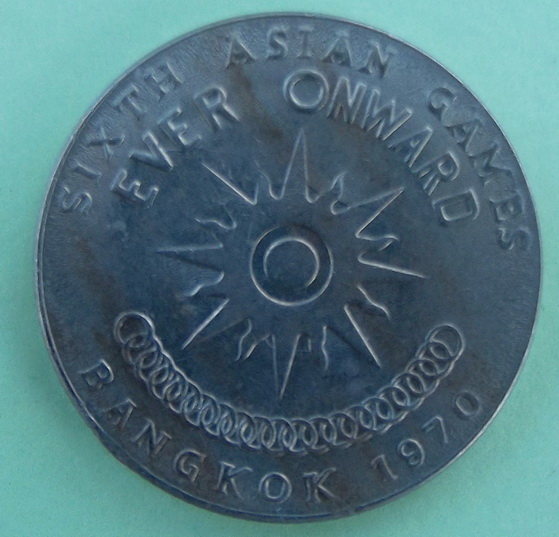 SIXTH ASIAN GAMES
EVER ONWARD
BANGKOK 1970